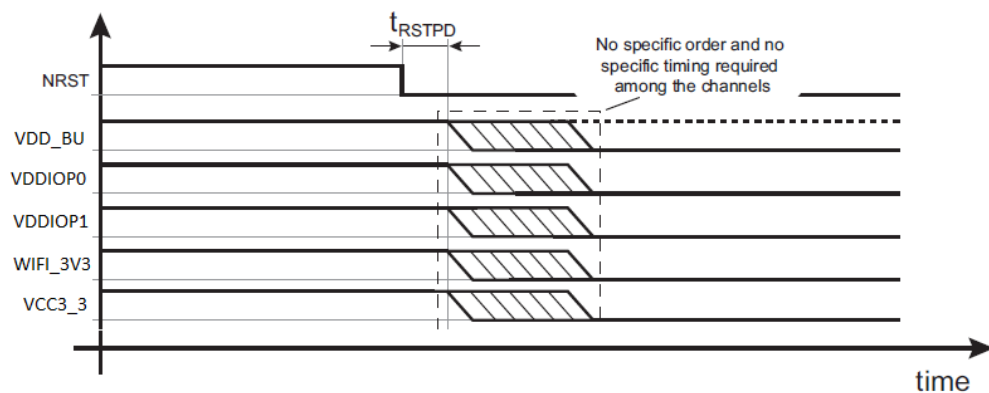 tRSTPD
No specific order and no
specific timing required
among the channels
NRST
VDD_BU
VDDIOP0
VDDIOP1
WIFI_3V3
VCC3_3
time